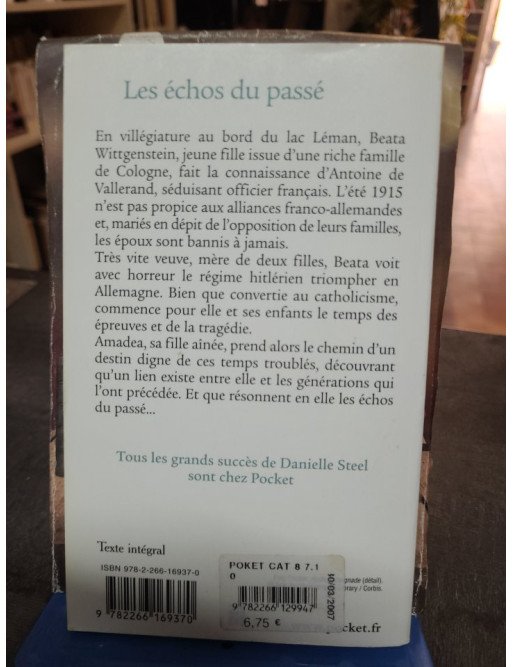 Les échos du passé
En villégiature au bord du lac Léman, Beata
Wittgenstein, jeune fille issue d'une riche famille
de Cologne, fait la connaissance d'Antoine de
Vallerand, séduisant officier français. L'été 1915
n'est pas propice aux alliances franco-allemandes
et, mariés en dépit de l'opposition de leurs familles,
les époux sont bannis à jamais.
Très vite veuve, mère de deux filles, Beata voit
avec horreur le régime hitlérien triompher en
Allemagne. Bien que convertie au catholicisme,
commence pour elle et ses enfants le temps des
épreuves et de la tragédie.
Amadea, sa fille aînée, prend alors le chemin d'un
destin digne de ces temps troublés, découvrant
qu'un lien existe entre elle et les générations qui
l'ont précédée. Et que résonnent en elle les échos
du passé...
Tous les grands succès de Danielle Steel
sont chez Pocket
Texte intégral
ISBN 978-2-266-16937-0
9 782266 169370
POKET CAT 8 7.1
0
9 782266 129947
6,75 €
10.03.2007
(détail).
/ Corbis.
www.pocket.fr